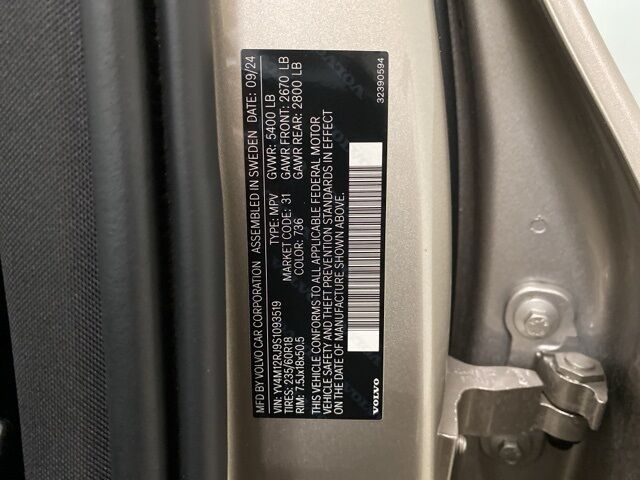 MFD BY VOLVO CAR CORPORATION ASSEMBLED IN SWEDEN DATE: 09/24
VIN: YV4M12RJ9S1093519 TYPE: MPV GVWR: 5400 LB
TIRES: 235/60R18 MARKET CODE: 31 GAWR FRONT: 2670 LB
RIM: 7.5Jx18x50.5 COLOR: 736 GAWR REAR: 2800 LB
THIS VEHICLE CONFORMS TO ALL APPLICABLE FEDERAL MOTOR
VEHICLE SAFETY AND THEFT PREVENTION STANDARDS IN EFFECT
ON THE DATE OF MANUFACTURE SHOWN ABOVE.
VOLVO 32390594